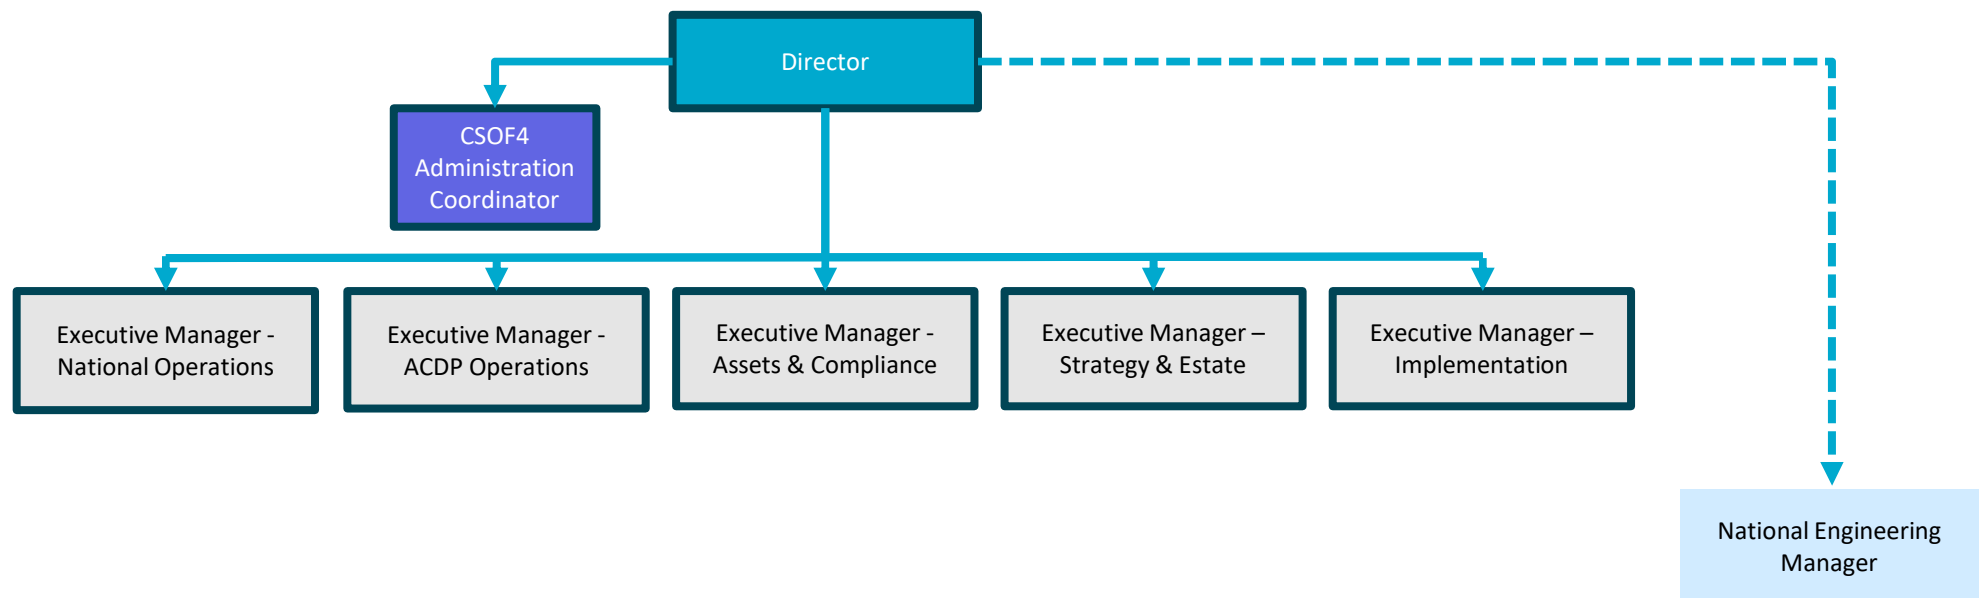 Director
CSOF4
Administration
Coordinator
Executive Manager -
National Operations
Executive Manager -
ACDP Operations
Executive Manager -
Assets & Compliance
Executive Manager –
Strategy & Estate
Executive Manager –
Implementation
National Engineering
Manager